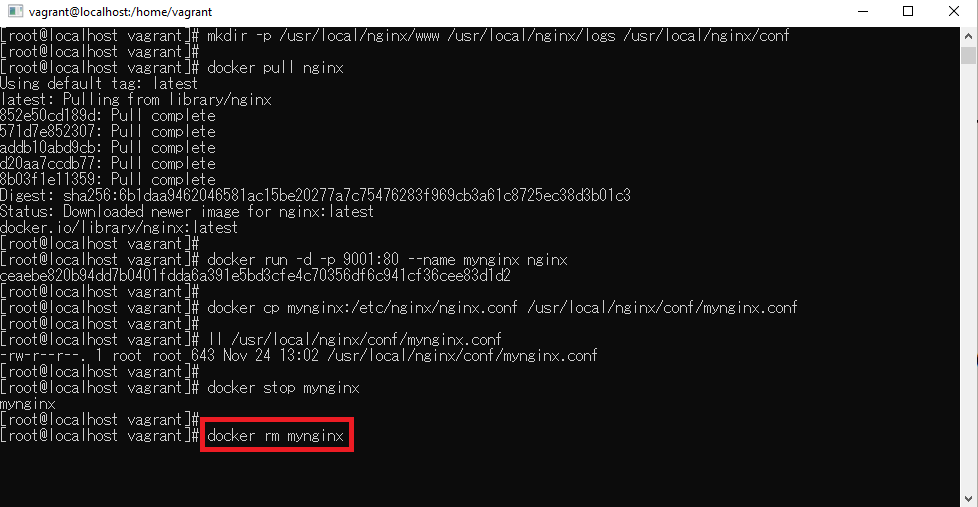 vagrant@localhost:/home/vagrant
[root@localhost vagrant]# mkdir -p /usr/local/nginx/www /usr/local/nginx/logs /usr/local/nginx/conf
[root@localhost vagrant]#
[root@localhost vagrant]# docker pull nginx
Using default tag: latest
latest: Pulling from library/nginx
852e50cd189d: Pull complete
571d7e852307: Pull complete
addb10abd9cb: Pull complete
d20aa7ccdb77: Pull complete
8b03f1e11359: Pull complete
Digest: sha256:6b1daa9462046581ac15be20277a7c75476283f969cb3a61c8725ec38d3b01c3
Status: Downloaded newer image for nginx:latest
docker.io/library/nginx:latest
[root@localhost vagrant]#
[root@localhost vagrant]# docker run -d -p 9001:80 --name mynginx nginx
ceaebe820b94dd7b0401fdda6a391e5bd3cfe4c70356df6c941cf36cee83d1d2
[root@localhost vagrant]#
[root@localhost vagrant]# docker cp mynginx:/etc/nginx/nginx.conf /usr/local/nginx/conf/mynginx.conf
[root@localhost vagrant]#
[root@localhost vagrant]# ll /usr/local/nginx/conf/mynginx.conf
-rw-r--r--. 1 root root 643 Nov 24 13:02 /usr/local/nginx/conf/mynginx.conf
[root@localhost vagrant]#
[root@localhost vagrant]# docker stop mynginx
mynginx
[root@localhost vagrant]#
[root@localhost vagrant]# docker rm mynginx